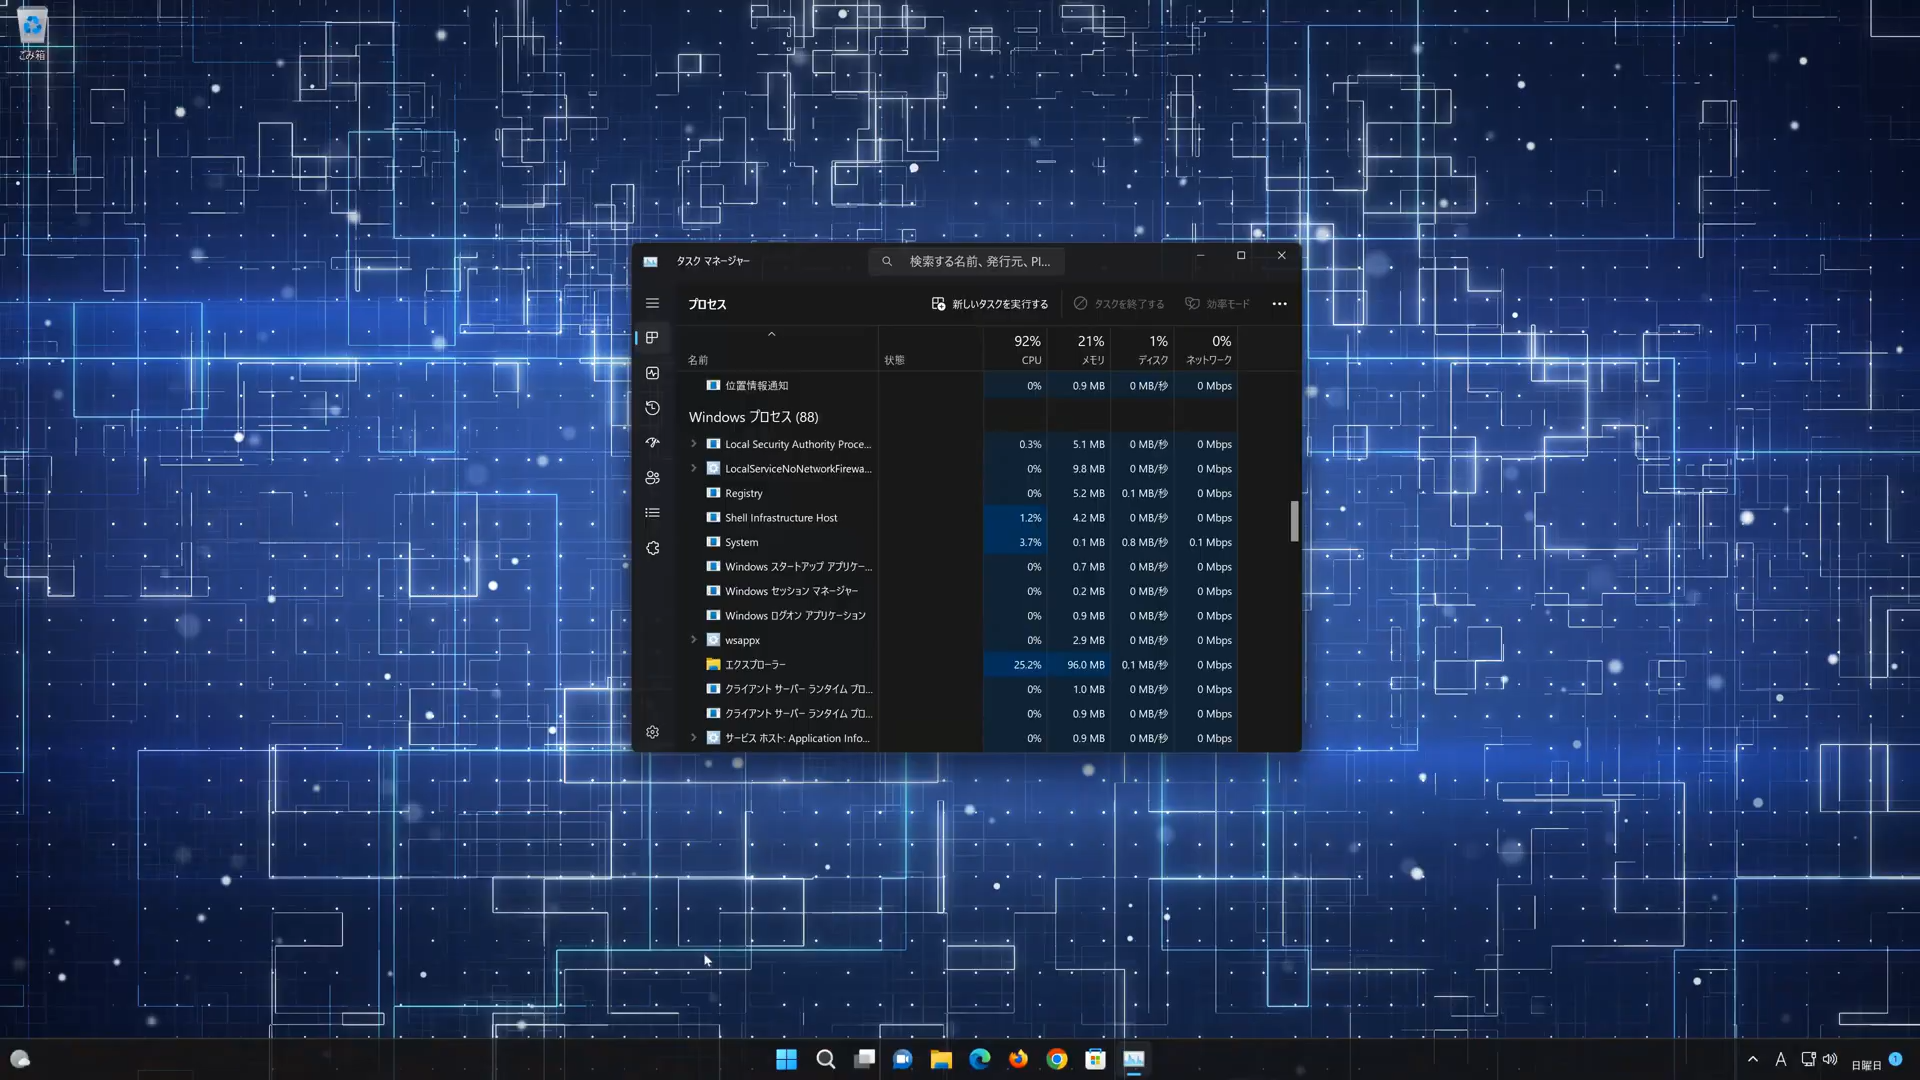 ごみ箱
タスク マネージャー
検索する名前、発行元、PI...
プロセス
新しいタスクを実行する
タスクを終了する
効率モード
92% 21% 1% 0%
名前 状態 CPU メモリ ディスク ネットワーク
位置情報通知 0% 0.9 MB 0 MB/秒 0 Mbps
Windows プロセス (88)
Local Security Authority Proce... 0.3% 5.1 MB 0 MB/秒 0 Mbps
LocalServiceNoNetworkFirewa... 0% 9.8 MB 0 MB/秒 0 Mbps
Registry 0% 5.2 MB 0.1 MB/秒 0 Mbps
Shell Infrastructure Host 1.2% 4.2 MB 0 MB/秒 0 Mbps
System 3.7% 0.1 MB 0.8 MB/秒 0.1 Mbps
Windows スタートアップ アプリケー... 0% 0.7 MB 0 MB/秒 0 Mbps
Windows セッション マネージャー 0% 0.2 MB 0 MB/秒 0 Mbps
Windows ログオン アプリケーション 0% 0.9 MB 0 MB/秒 0 Mbps
wsappx 0% 2.9 MB 0 MB/秒 0 Mbps
エクスプローラー 25.2% 96.0 MB 0.1 MB/秒 0 Mbps
クライアント サーバー ランタイム プロ... 0% 1.0 MB 0 MB/秒 0 Mbps
クライアント サーバー ランタイム プロ... 0% 0.9 MB 0 MB/秒 0 Mbps
サービス ホスト: Application Info... 0% 0.9 MB 0 MB/秒 0 Mbps
A
日曜日
1